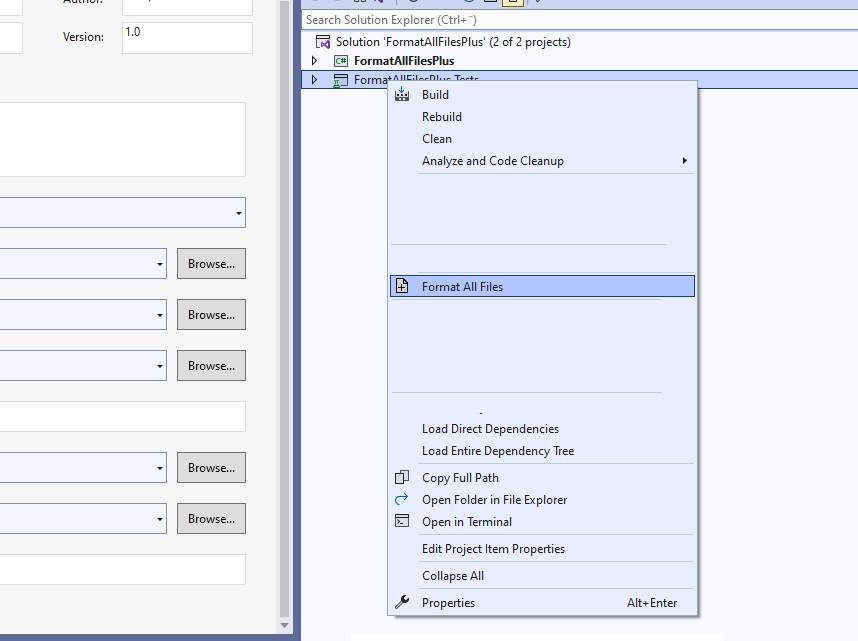 Version:
1.0
Browse...
Browse...
Browse...
Browse...
Browse...
Search Solution Explorer (Ctrl+¨)
Solution 'FormatAllFilesPlus' (2 of 2 projects)
C# FormatAllFilesPlus
FormatAllFilesPlus.Tests
Build
Rebuild
Clean
Analyze and Code Cleanup
Format All Files
Load Direct Dependencies
Load Entire Dependency Tree
Copy Full Path
Open Folder in File Explorer
Open in Terminal
Edit Project Item Properties
Collapse All
Properties Alt+Enter